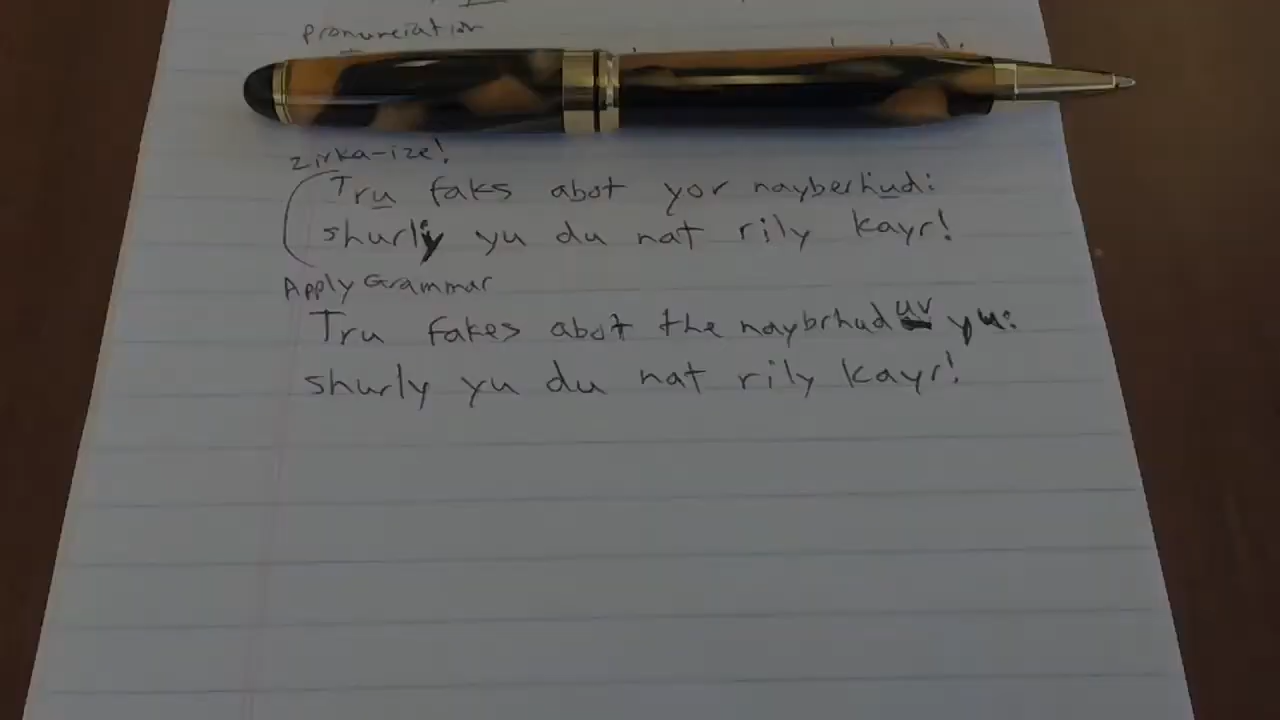 Pronunciation
Zirka-ize!
Tru faks abot yor nayberhud:
shurly yu du nat rily kayr!
Apply Grammar
Tru fakes abot the naybrhud uv yu:
shurly yu du nat rily kayr!